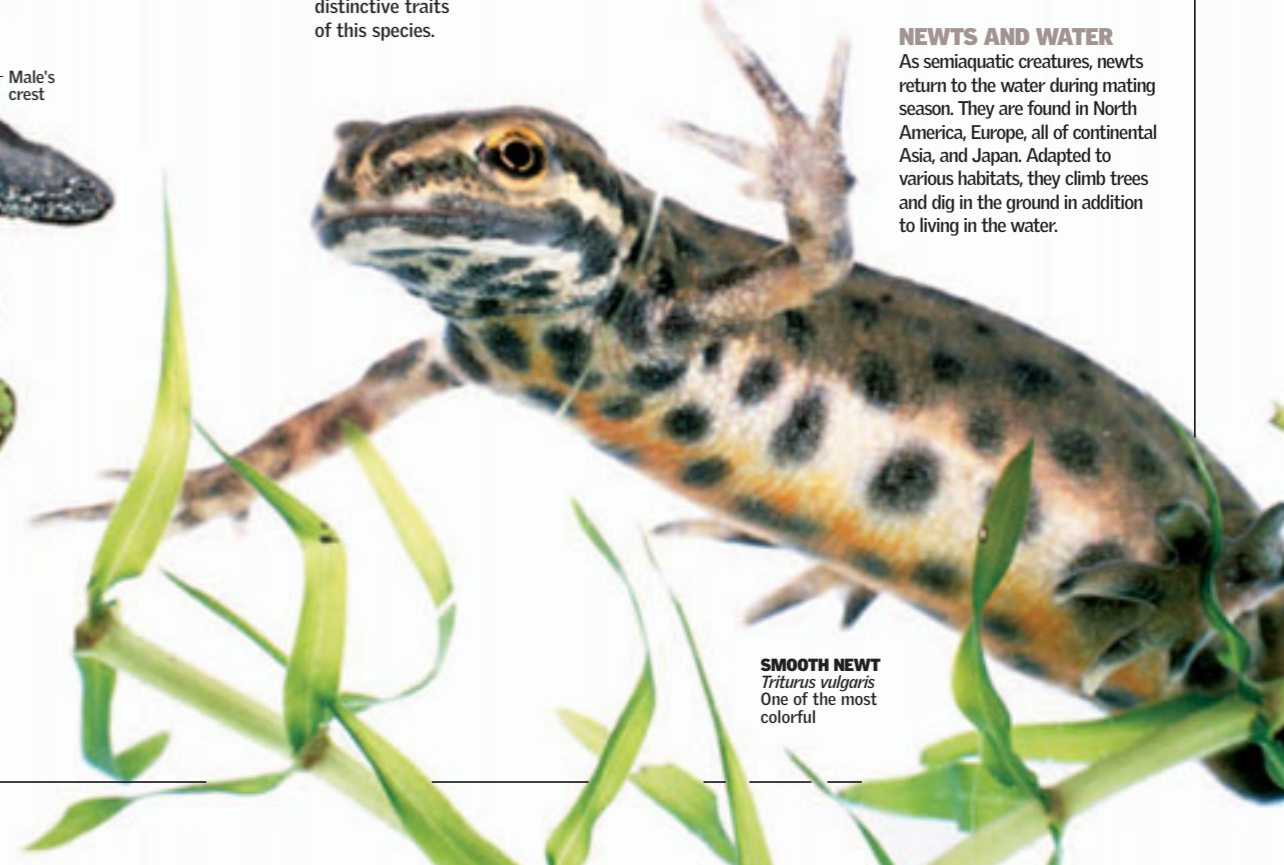 distinctive traits
of this species.
Male's
crest
NEWTS AND WATER
As semiaquatic creatures, newts
return to the water during mating
season. They are found in North
America, Europe, all of continental
Asia, and Japan. Adapted to
various habitats, they climb trees
and dig in the ground in addition
to living in the water.
SMOOTH NEWT
Triturus vulgaris
One of the most
colorful